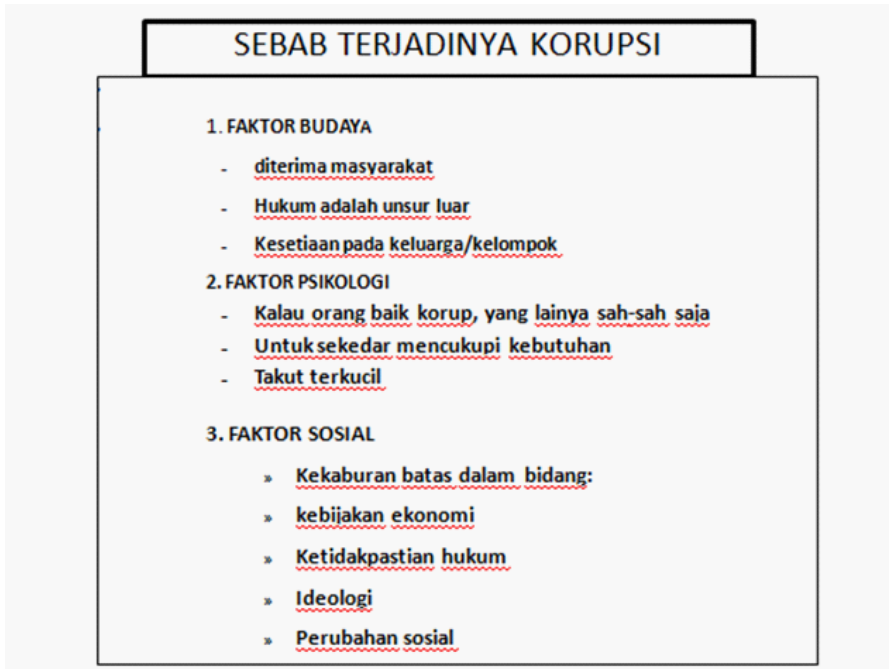 SEBAB TERJADINYA KORUPSI
1. FAKTOR BUDAYA
- diterima masyarakat
- Hukum adalah unsur luar
- Kesetiaan pada keluarga/kelompok
2. FAKTOR PSIKOLOGI
- Kalau orang baik korup, yang lainya sah-sah saja
- Untuk sekedar mencukupi kebutuhan
- Takut terkucil
3. FAKTOR SOSIAL
» Kekaburan batas dalam bidang:
» kebijakan ekonomi
» Ketidakpastian hukum
» Ideologi
» Perubahan sosial